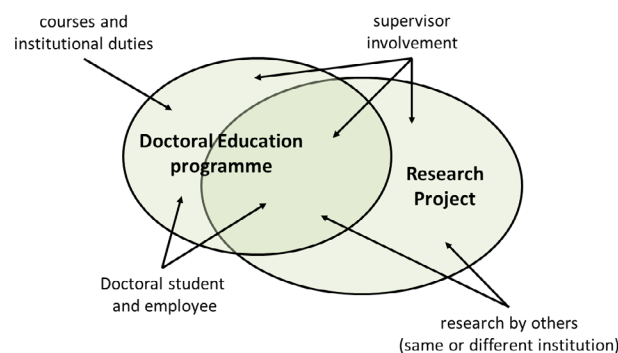 courses and
institutional duties
supervisor
involvement
Doctoral Education
programme
Research
Project
Doctoral student
and employee
research by others
(same or different institution)